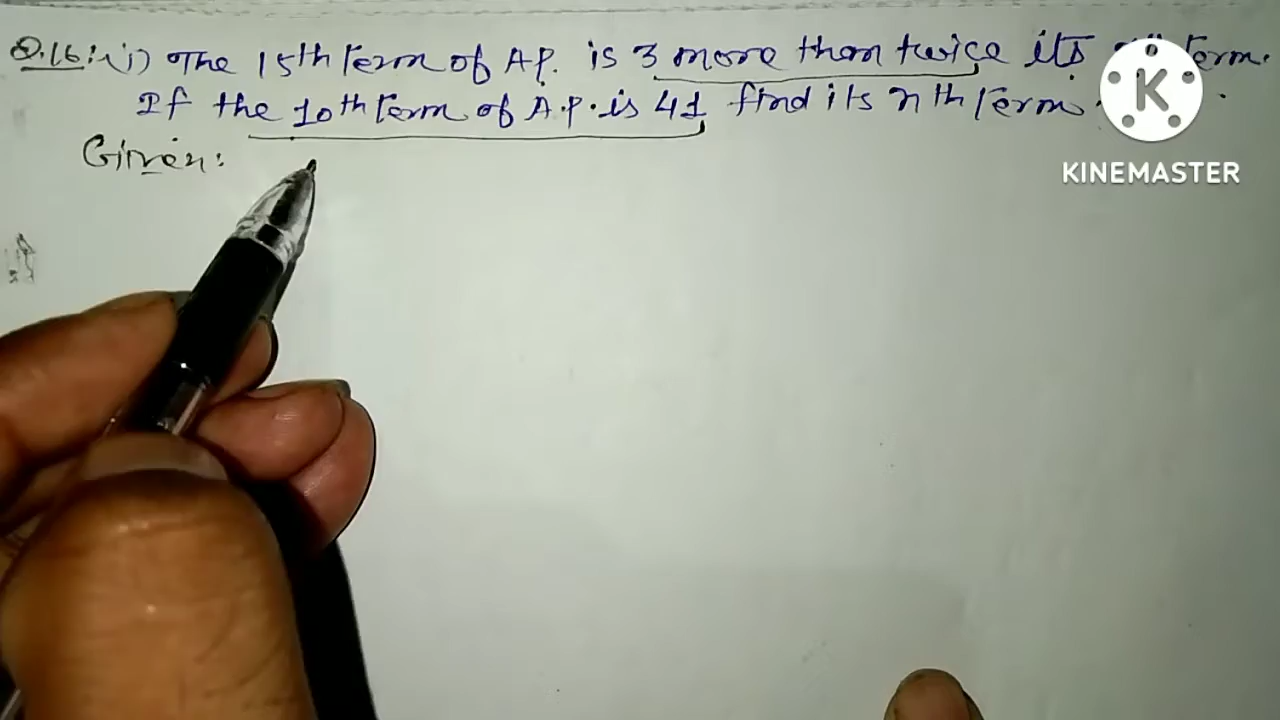 Q.16:(i) The 15th term of A.P. is 3 more than twice its term.
If the 10th term of A.P. is 41 find its nth term.
Given:
K
KINEMASTER